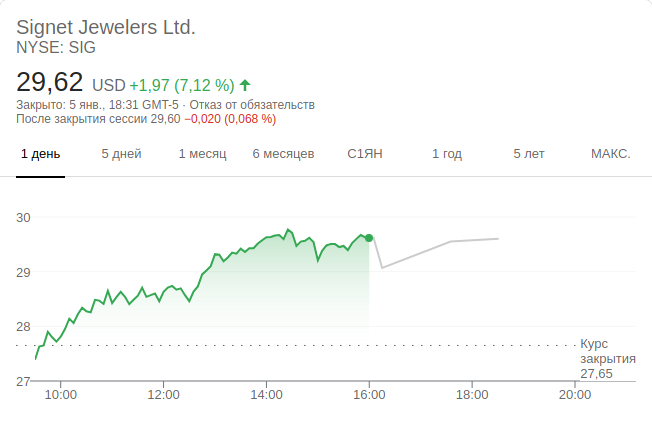 Signet Jewelers Ltd.
NYSE: SIG
29,62 USD +1,97 (7,12 %)
Закрыто: 5 янв., 18:31 GMT-5 · Отказ от обязательств
После закрытия сессии 29,60 −0,020 (0,068 %)
1 день 5 дней 1 месяц 6 месяцев С1ЯН 1 год 5 лет МАКС.
30
29
28
Курс
закрытия
27,65
27
10:00 12:00 14:00 16:00 18:00 20:00